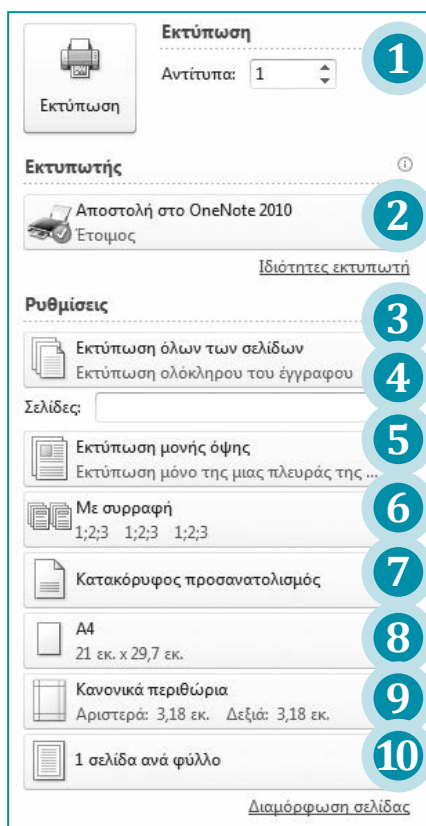 Εκτύπωση
Αντίτυπα: 1
1
Εκτύπωση
Εκτυπωτής
Αποστολή στο OneNote 2010
Έτοιμος
2
Ιδιότητες εκτυπωτή
Ρυθμίσεις
3
Εκτύπωση όλων των σελίδων
Εκτύπωση ολόκληρου του έγγραφου
4
Σελίδες:
5
Εκτύπωση μονής όψης
Εκτύπωση μόνο της μιας πλευράς της ...
Με συρραφή
1;2;3 1;2;3 1;2;3
6
Κατακόρυφος προσανατολισμός
7
A4
21 εκ. x 29,7 εκ.
8
Κανονικά περιθώρια
Αριστερά: 3,18 εκ. Δεξιά: 3,18 εκ.
9
1 σελίδα ανά φύλλο
10
Διαμόρφωση σελίδας